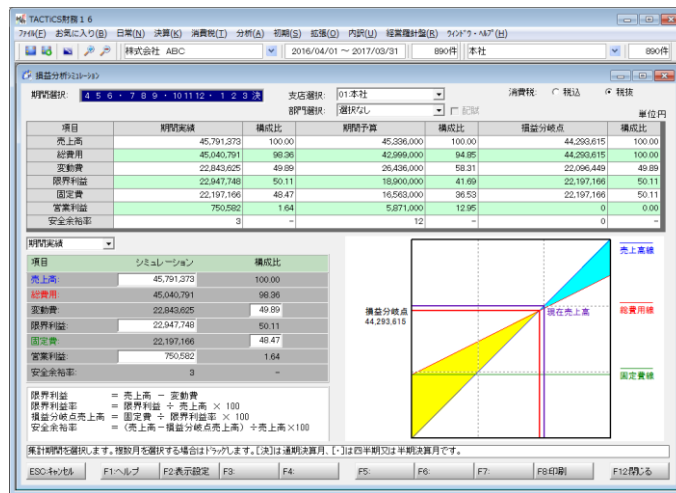 TACTiCS財務16
ファイル(F) お気に入り(B) 日常(N) 決算(K) 消費税(T) 分析(A) 初期(S) 拡張(O) 内訳(U) 経営羅針盤(R) ウィンドウ・ヘルプ(H)
株式会社 ABC 2016/04/01 ～ 2017/03/31 890件 本社 890件
損益分析シミュレーション
期間選択: 4 5 6 ・ 7 8 9 ・ 10 11 12 ・ 1 2 3 決 支店選択: 01:本社 消費税: 税込 税抜
部門選択: 選択なし 配賦 単位円
項目 期間実績 構成比 期間予算 構成比 損益分岐点 構成比
売上高 45,791,373 100.00 45,336,000 100.00 44,293,615 100.00
総費用 45,040,791 98.36 42,999,000 94.85 44,293,615 100.00
変動費 22,843,625 49.89 26,436,000 58.31 22,096,449 49.89
限界利益 22,947,748 50.11 18,900,000 41.69 22,197,166 50.11
固定費 22,197,166 48.47 16,563,000 36.53 22,197,166 50.11
営業利益 750,582 1.64 5,871,000 12.95 0 0.00
安全余裕率 3 － 12 － 0 －
期間実績
項目 シミュレーション 構成比
売上高: 45,791,373 100.00
総費用: 45,040,791 98.36
変動費: 22,843,625 49.89
限界利益: 22,947,748 50.11
固定費: 22,197,166 48.47
営業利益: 750,582 1.64
安全余裕率: 3 －
売上高線
損益分岐点
44,293,615
現在売上高
総費用線
固定費線
限界利益 = 売上高 － 変動費
限界利益率 = 限界利益 ÷ 売上高 × 100
損益分岐点売上高 = 固定費 ÷ 限界利益率 × 100
安全余裕率 = (売上高－損益分岐点売上高) ÷売上高×100
集計期間を選択します。複数月を選択する場合はドラッグします。[決]は通期決算月、[・]は四半期又は半期決算月です。
ESC:キャンセル F1:ヘルプ F2:表示設定 F3: F4: F5: F6: F7: F8:印刷 F12:閉じる